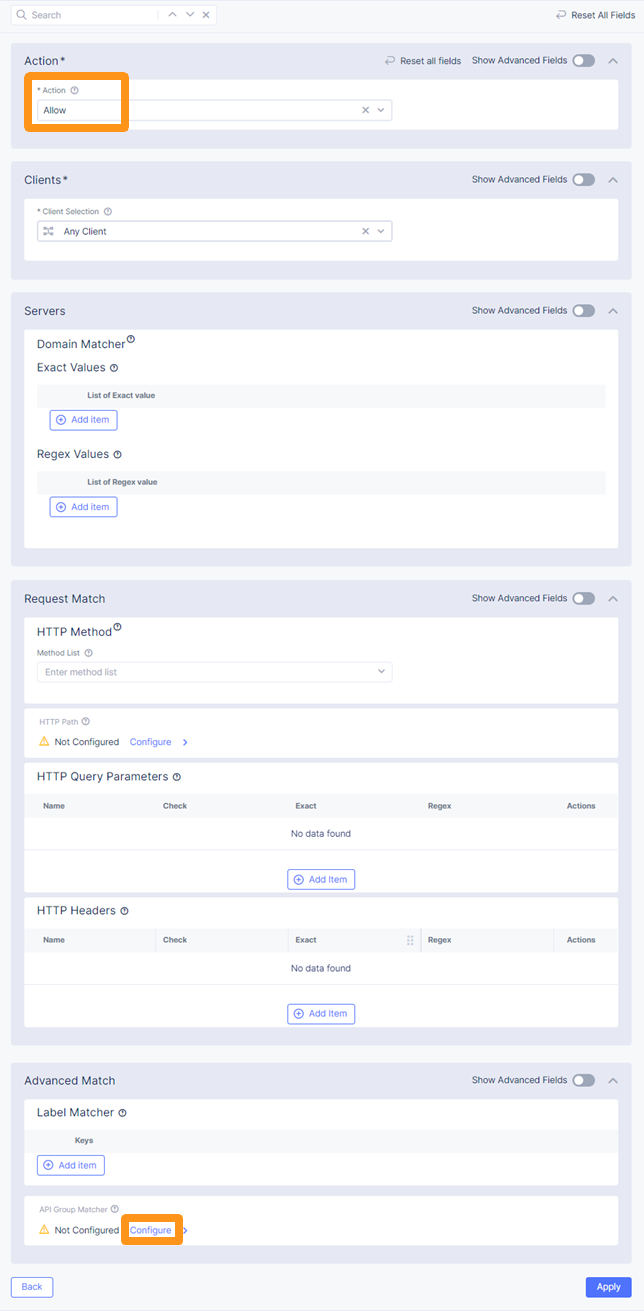 Search
Reset All Fields
Action*
Reset all fields
Show Advanced Fields
* Action
Allow
Clients*
Show Advanced Fields
* Client Selection
Any Client
Servers
Show Advanced Fields
Domain Matcher
Exact Values
List of Exact value
Add item
Regex Values
List of Regex value
Add item
Request Match
Show Advanced Fields
HTTP Method
Method List
Enter method list
HTTP Path
Not Configured Configure
HTTP Query Parameters
Name Check Exact Regex Actions
No data found
Add Item
HTTP Headers
Name Check Exact Regex Actions
No data found
Add Item
Advanced Match
Show Advanced Fields
Label Matcher
Keys
Add item
API Group Matcher
Not Configured Configure
Back
Apply